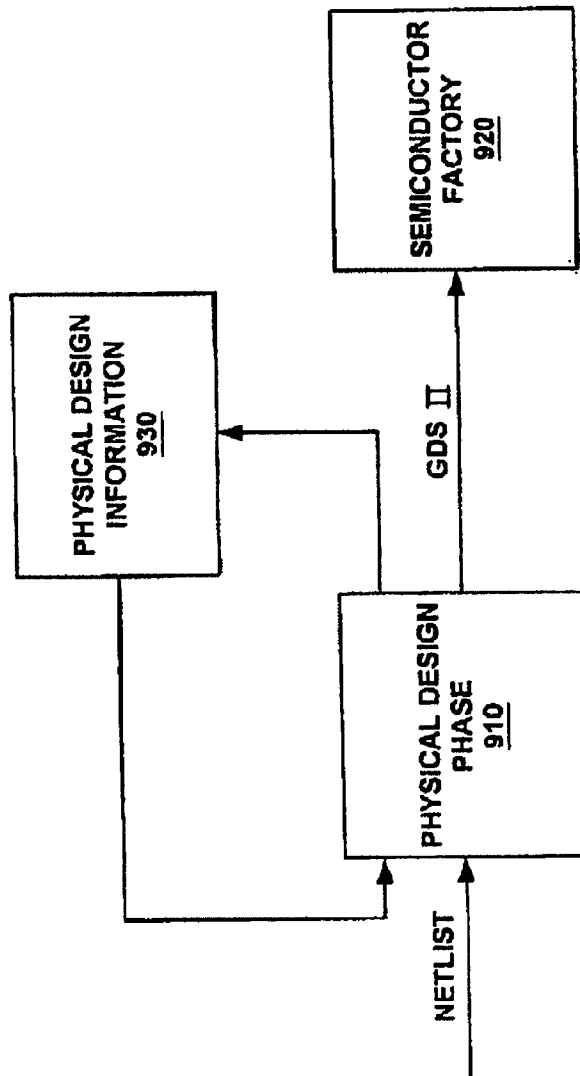 PHYSICAL DESIGN
INFORMATION
930
NETLIST
PHYSICAL DESIGN
PHASE
910
GDS II
SEMICONDUCTOR
FACTORY
920